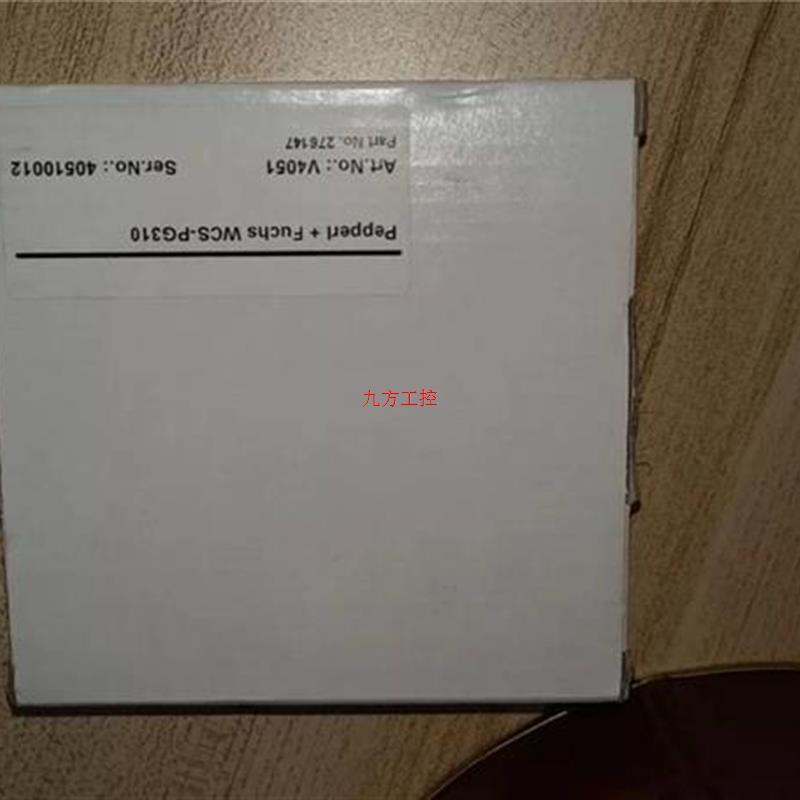 Pepperl + Fuchs WCS-PG310
Art.No.: V4051 Ser.No.: 40510012
Part No. 276147
九方工控